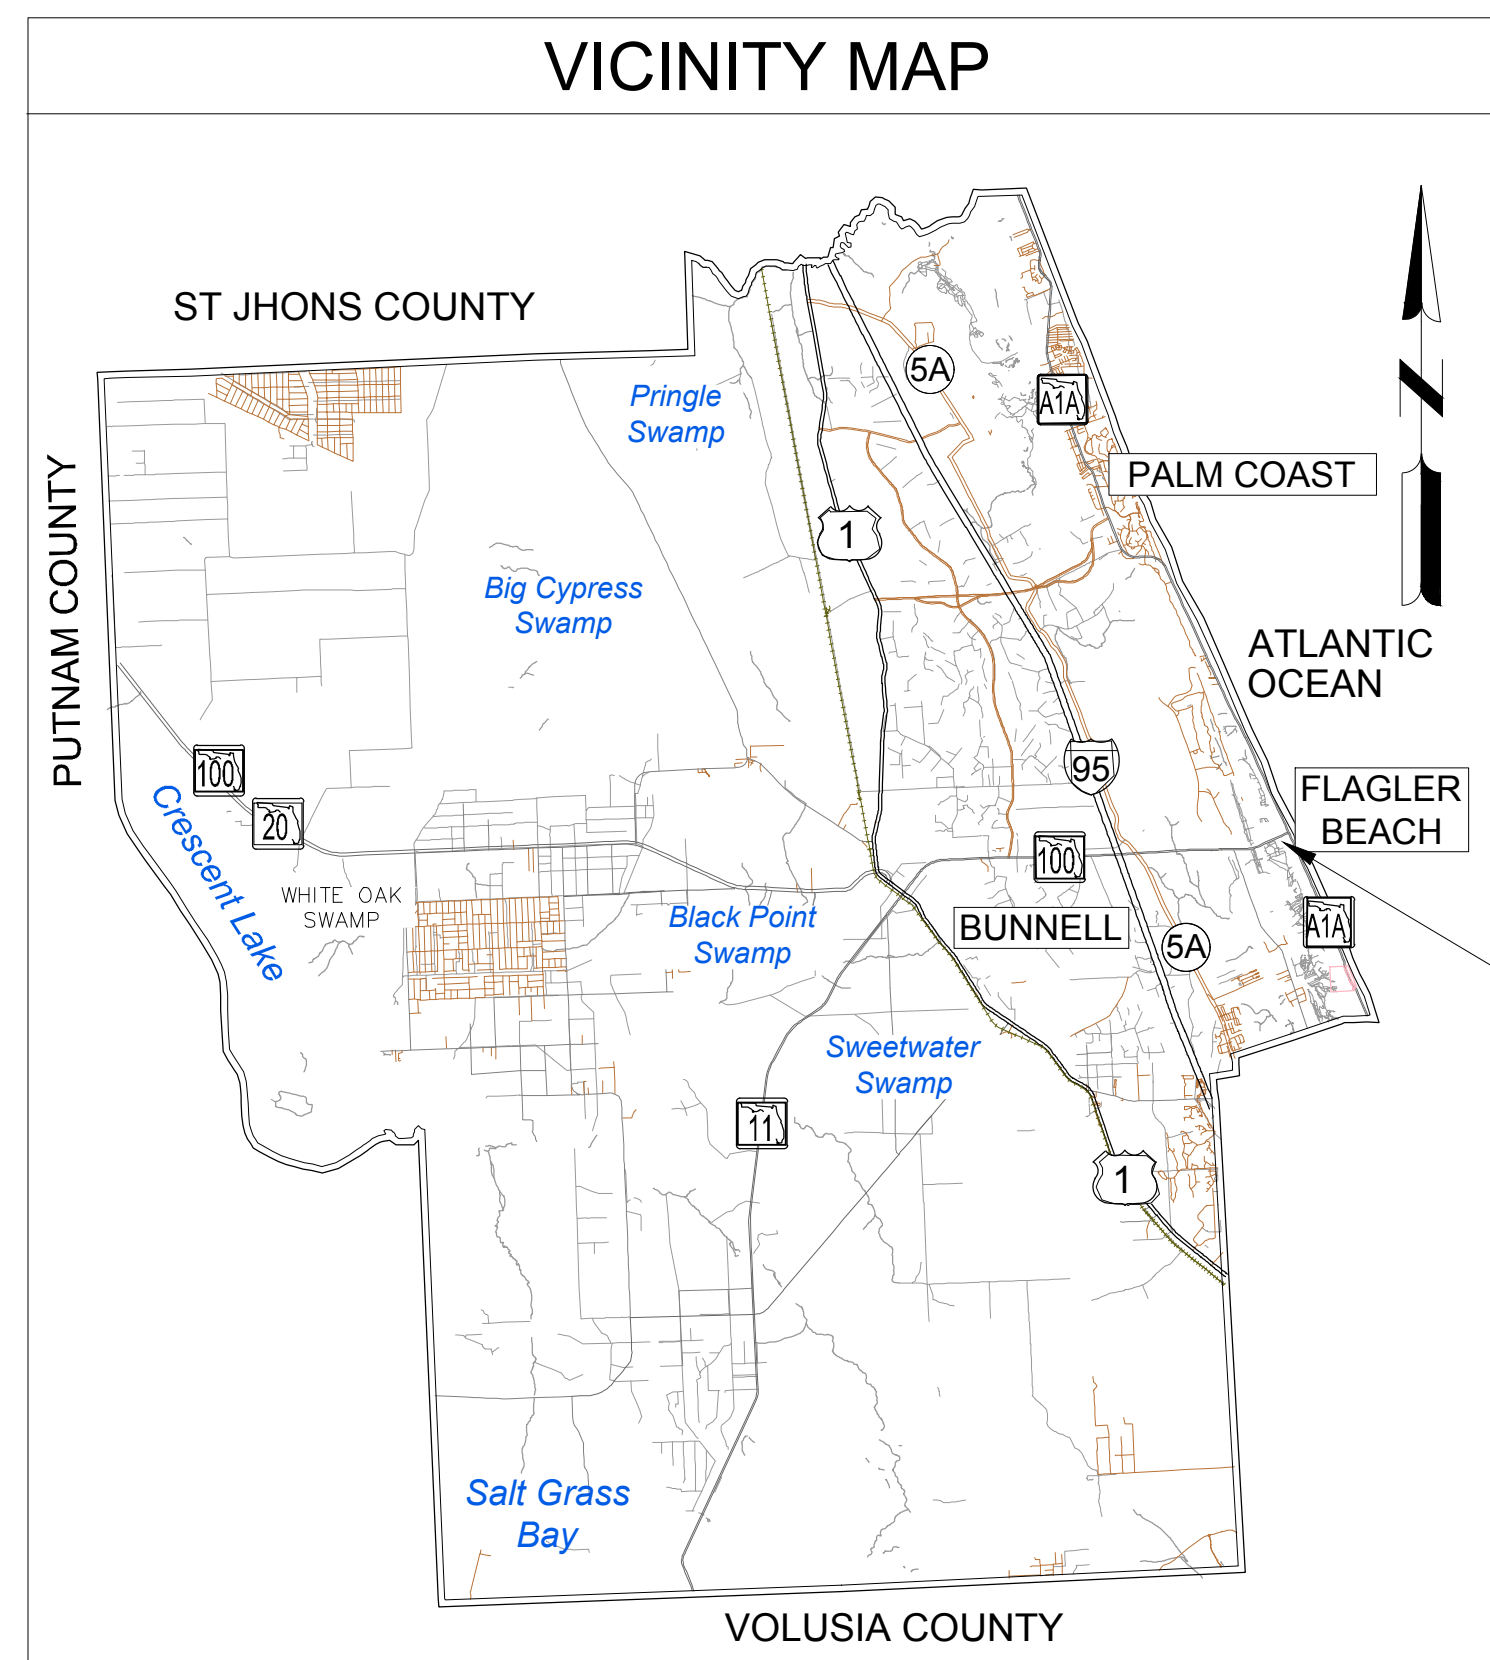 VICINITY MAP
ST JHONS COUNTY
Pringle
Swamp
5A
A1A
PALM COAST
1
PUTNAM COUNTY
Big Cypress
Swamp
ATLANTIC
OCEAN
100
20
95
FLAGLER
BEACH
Crescent Lake
100
WHITE OAK
SWAMP
Black Point
Swamp
BUNNELL
5A
A1A
Sweetwater
Swamp
11
1
Salt Grass
Bay
VOLUSIA COUNTY